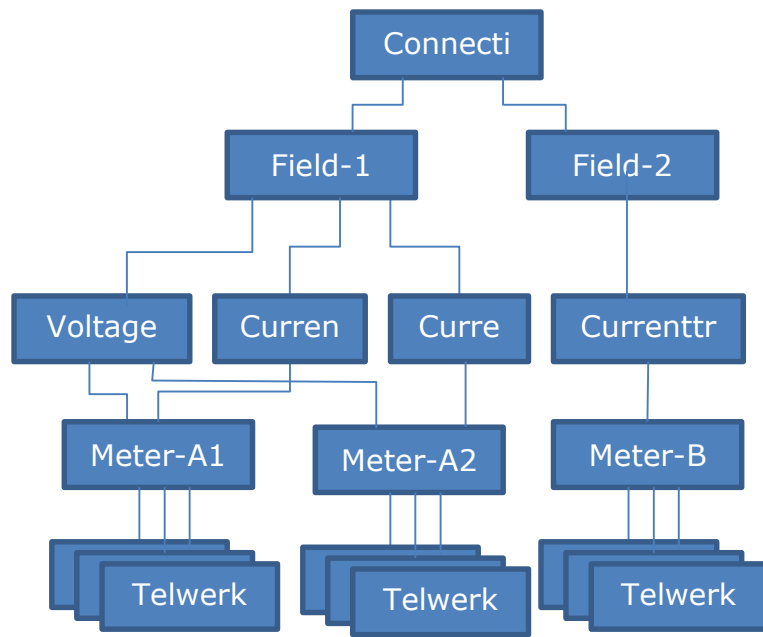 Connecti
Field-1
Field-2
Voltage
Curren
Curre
Currenttr
Meter-A1
Meter-A2
Meter-B
Telwerk
Telwerk
Telwerk